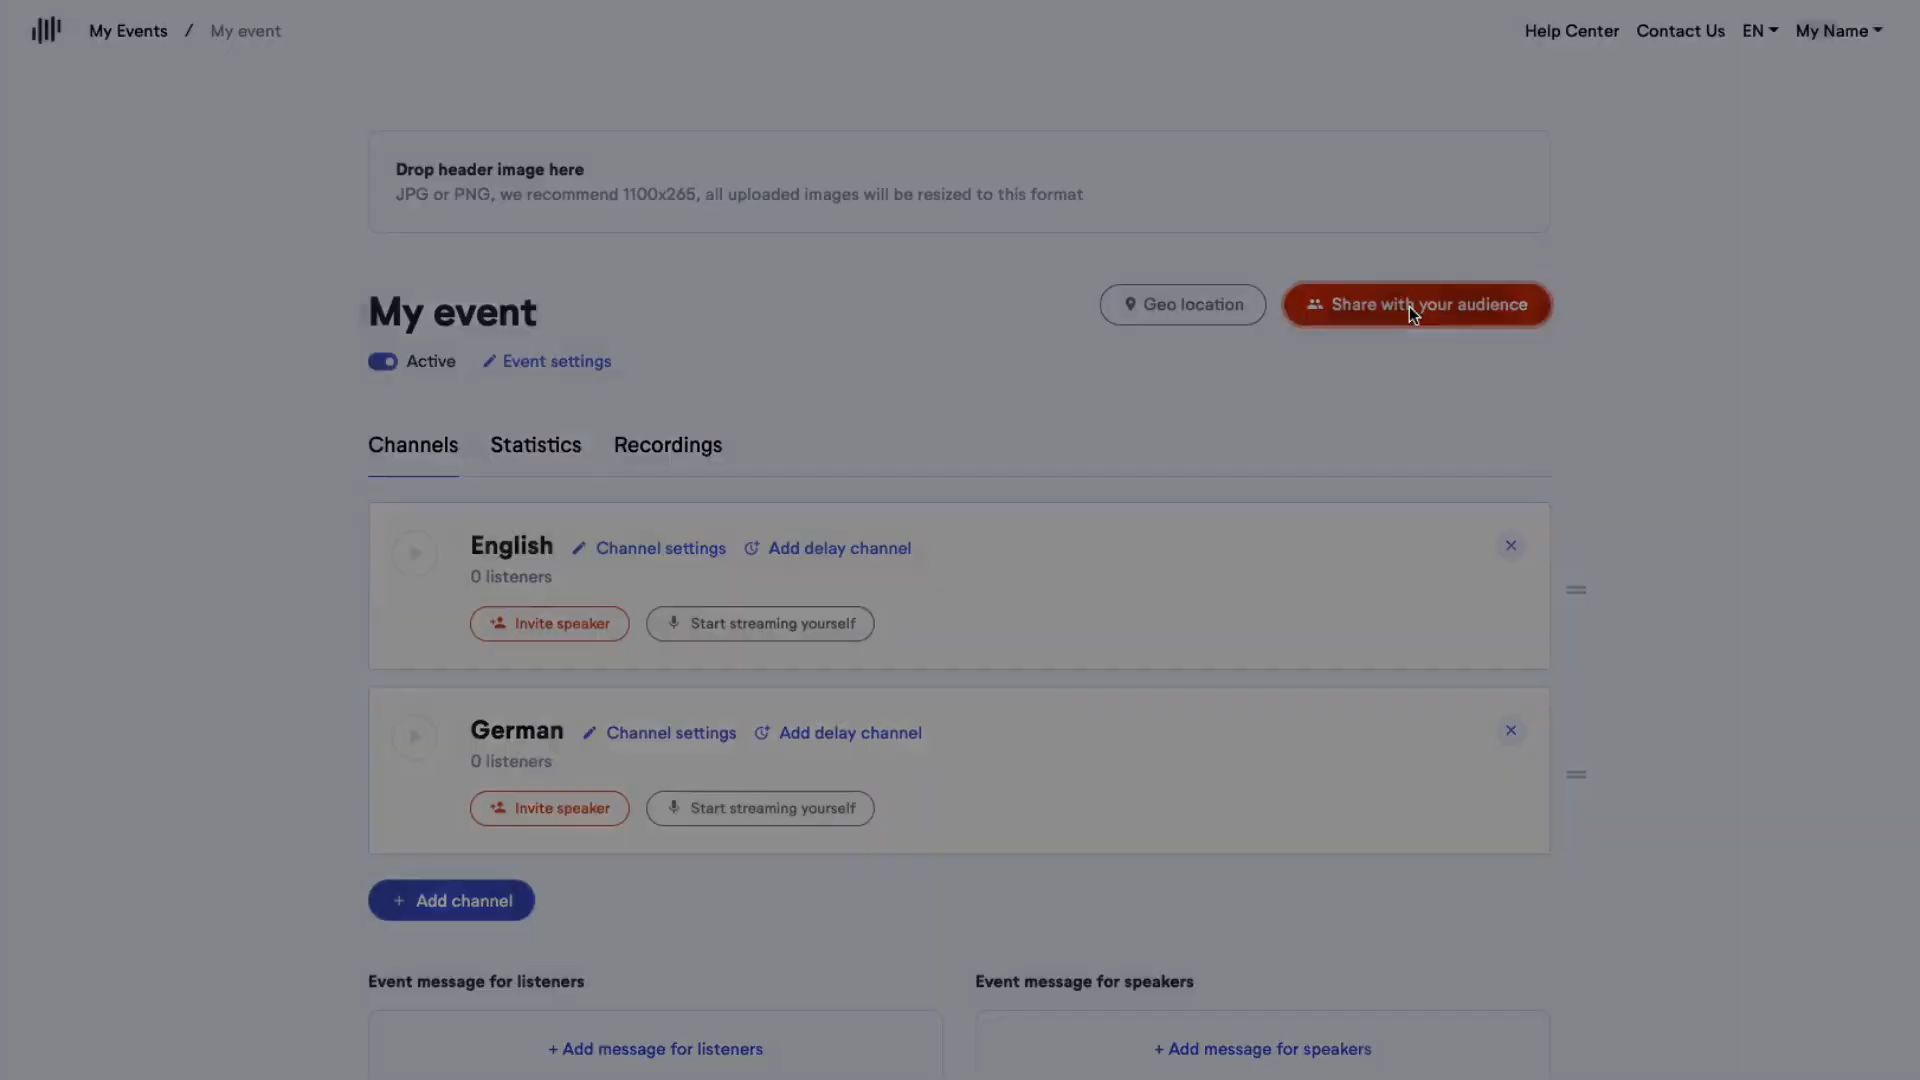 My Events / My event
Help Center Contact Us EN My Name
Drop header image here
JPG or PNG, we recommend 1100x265, all uploaded images will be resized to this format
My event
Geo location
Share with your audience
Active
Event settings
Channels Statistics Recordings
English Channel settings Add delay channel
0 listeners
Invite speaker Start streaming yourself
German Channel settings Add delay channel
0 listeners
Invite speaker Start streaming yourself
+ Add channel
Event message for listeners
+ Add message for listeners
Event message for speakers
+ Add message for speakers